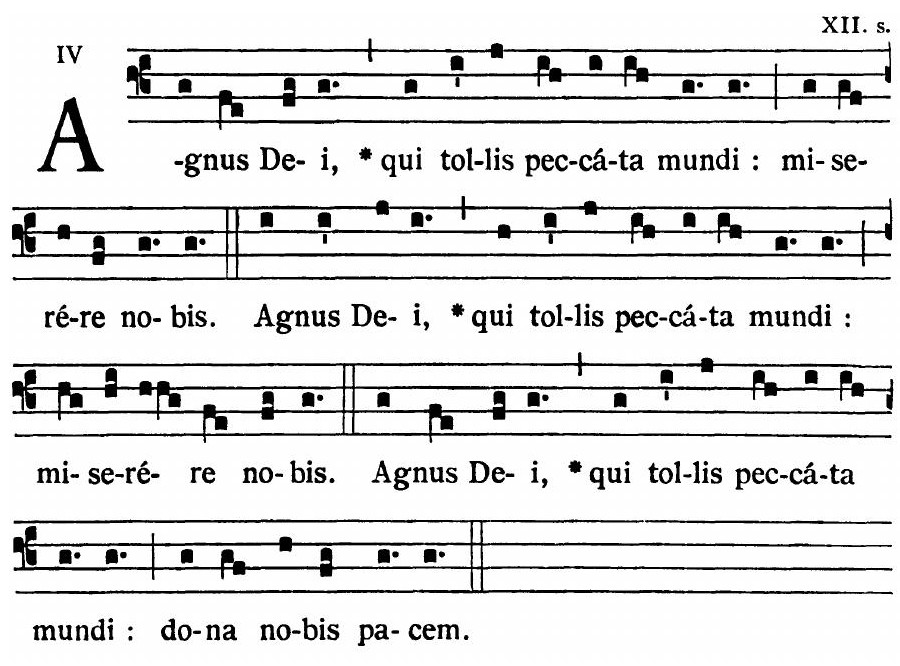 XII. s.
IV
A-gnus De- i, * qui tol-lis pec-cá-ta mundi : mi- se-
ré-re no- bis. Agnus De- i, * qui tol-lis pec-cá-ta mundi :
mi- se-ré- re no-bis. Agnus De- i, * qui tol-lis pec-cá-ta
mundi : do-na no-bis pa- cem.